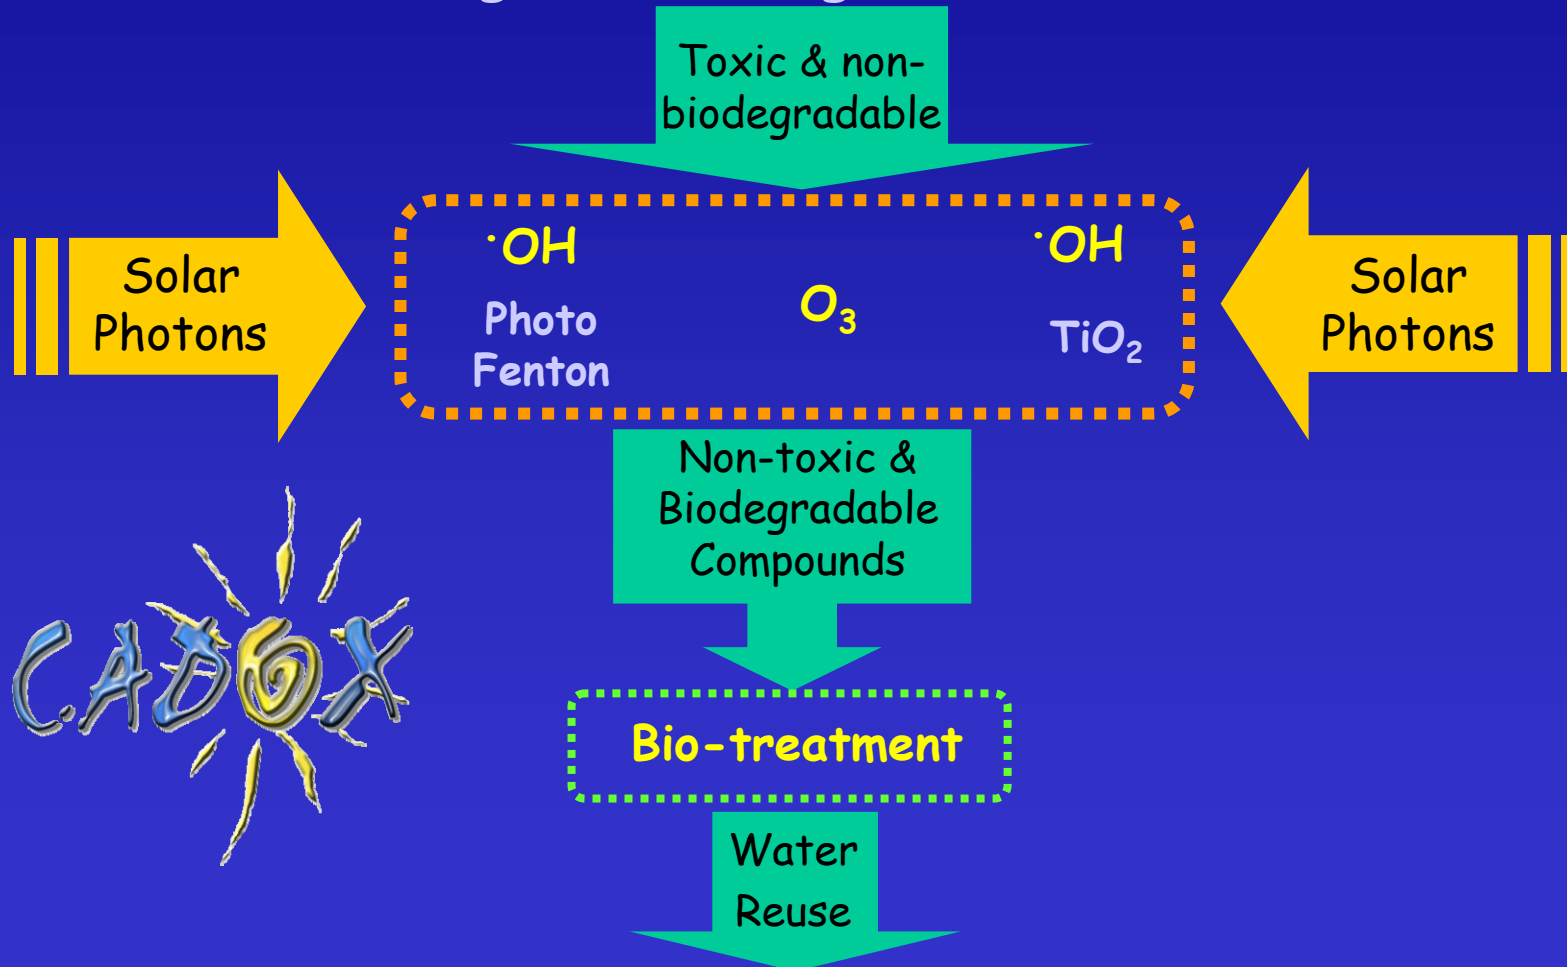 Toxic & non-
biodegradable
Solar
Photons
·OH
Photo
Fenton
O₃
·OH
TiO₂
Solar
Photons
Non-toxic &
Biodegradable
Compounds
CADOX
Bio-treatment
Water
Reuse